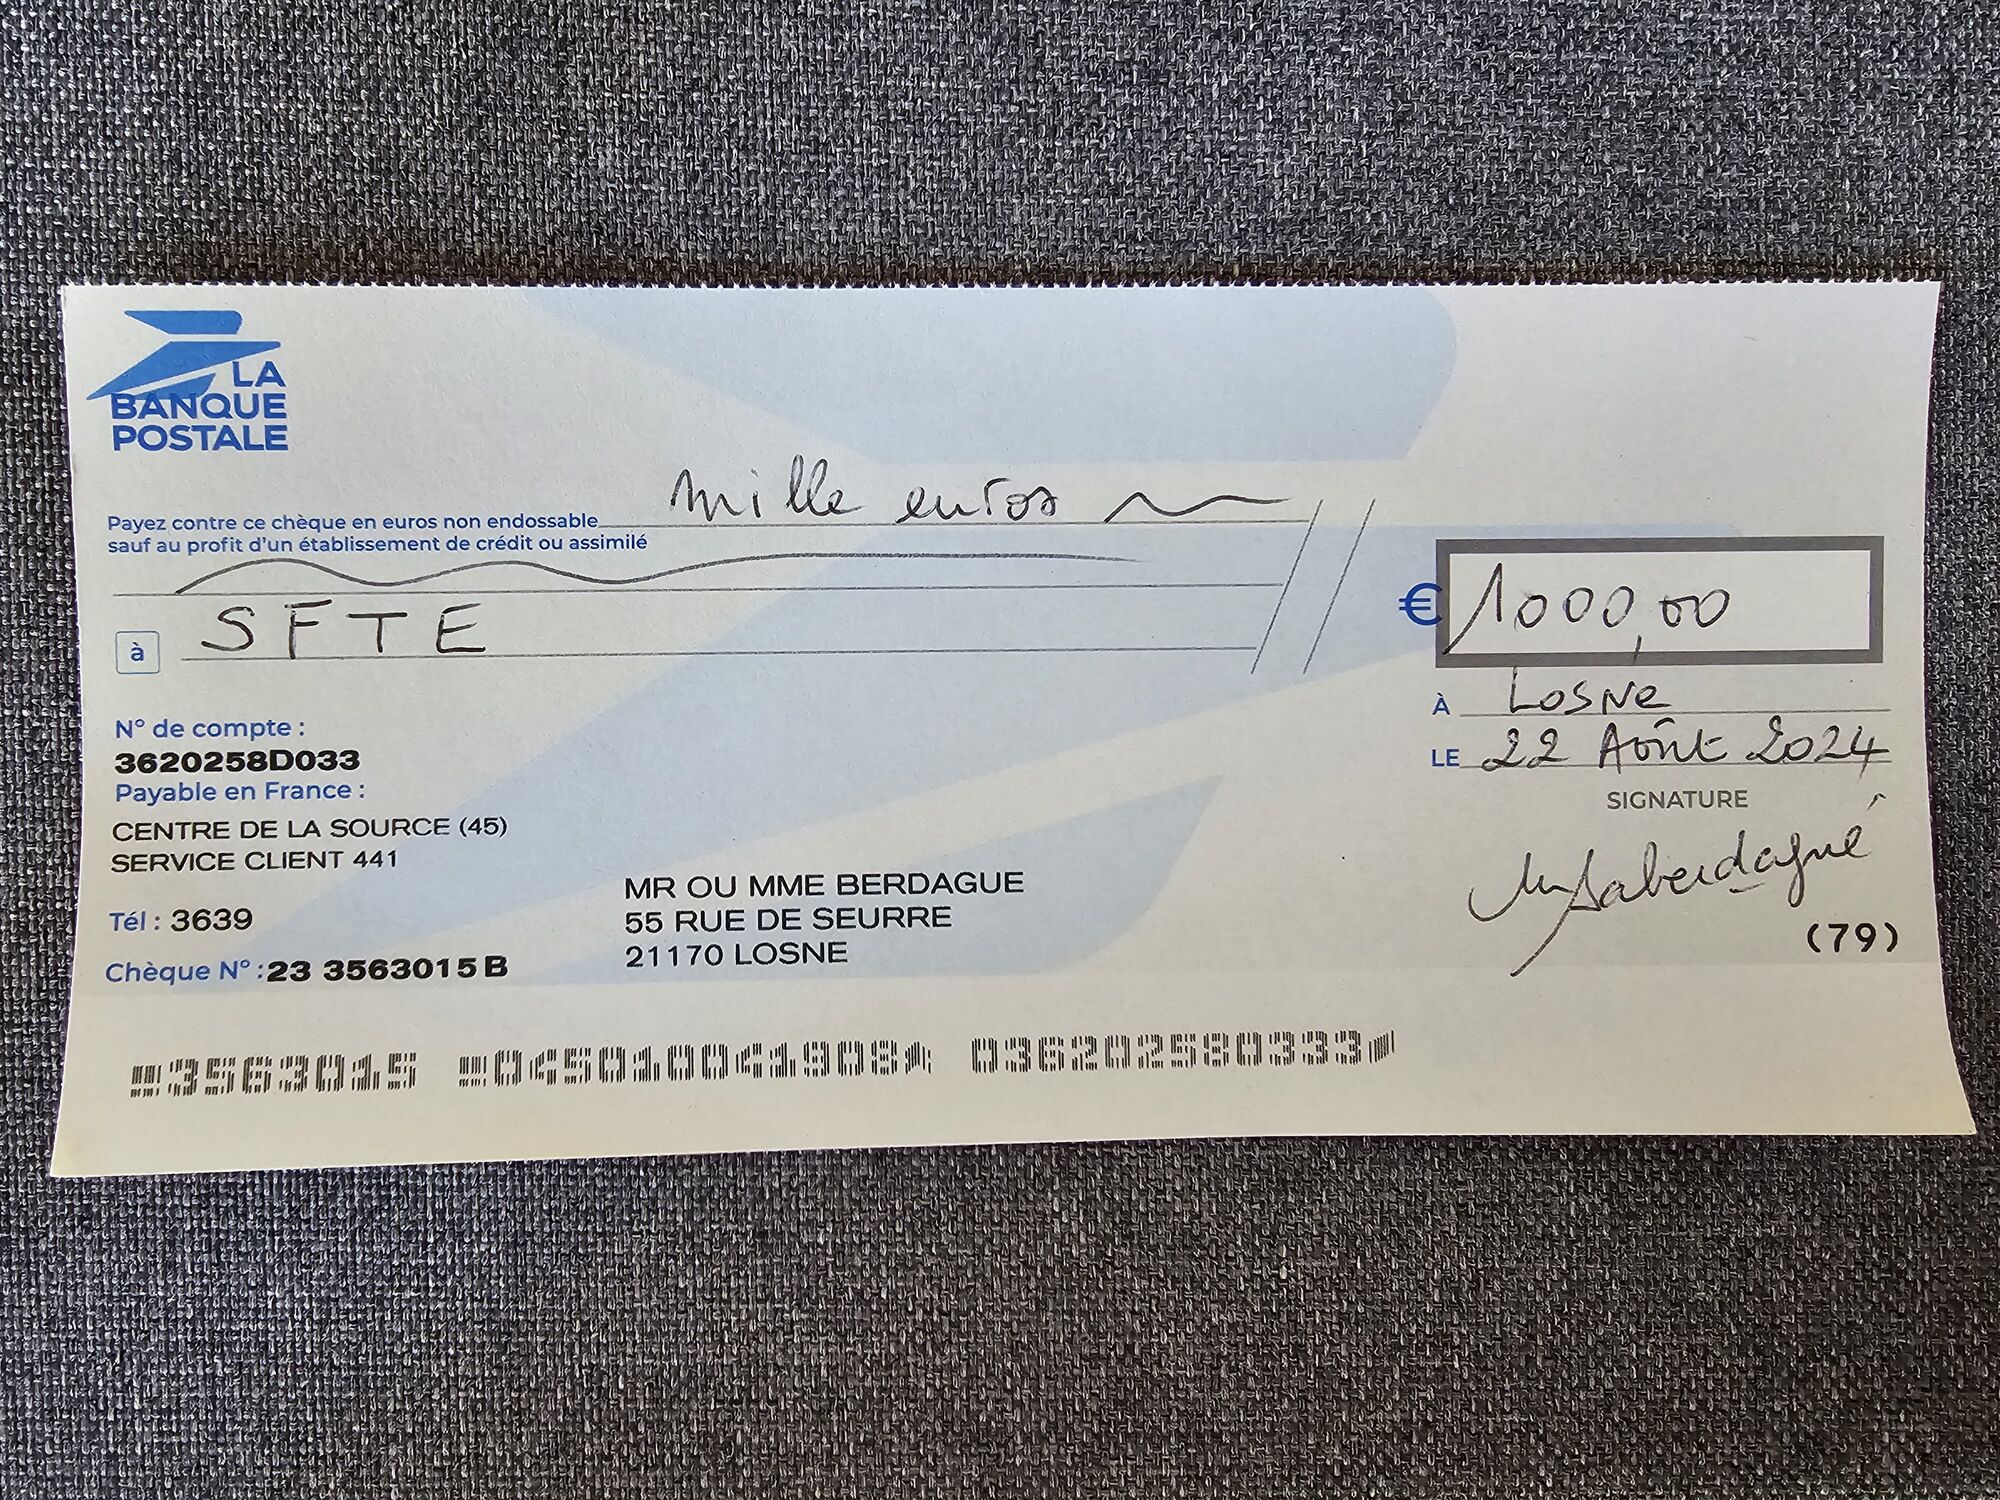 LA
BANQUE
POSTALE
Payez contre ce chèque en euros non endossable mille euros
sauf au profit d'un établissement de crédit ou assimilé
à SFTE
€ 1000,00
À Losne
LE 22 Août 2024
SIGNATURE
N° de compte :
3620258D033
Payable en France :
CENTRE DE LA SOURCE (45)
SERVICE CLIENT 441
Tél : 3639
Chèque N° : 23 3563015 B
MR OU MME BERDAGUE
55 RUE DE SEURRE
21170 LOSNE
(79)
3563015 045010041908 036202580333